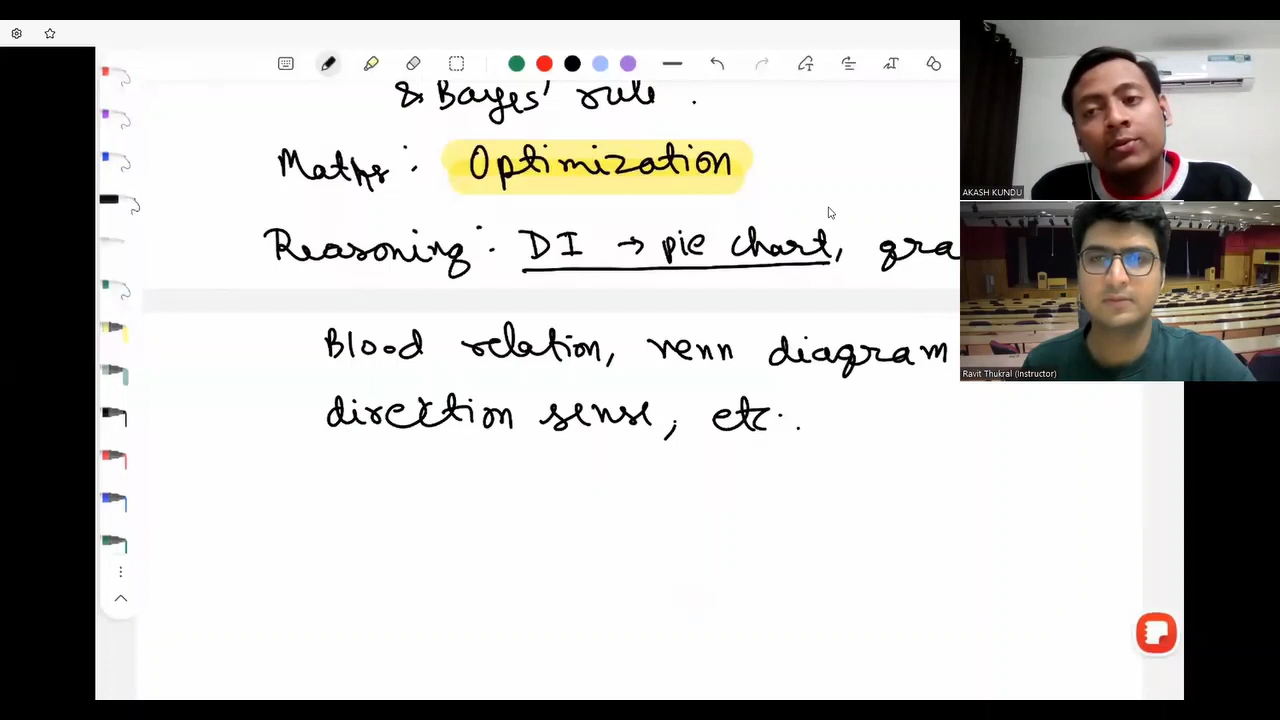 & Bayes' rule .
Maths : Optimization
Reasoning : DI → pie chart, gra
Blood relation, venn diagram
direction sense, etc.
AKASH KUNDU
Ravit Thukral (Instructor)